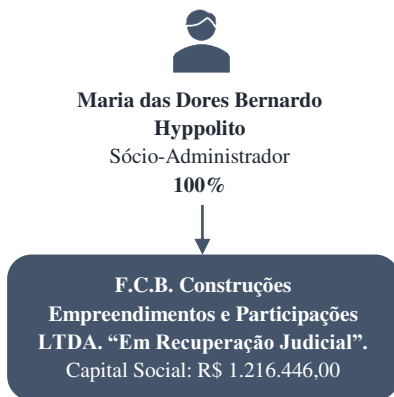 Maria das Dores Bernardo
Hyppolito
Sócio-Administrador
100%
F.C.B. Construções
Empreendimentos e Participações
LTDA. “Em Recuperação Judicial”.
Capital Social: R$ 1.216.446,00